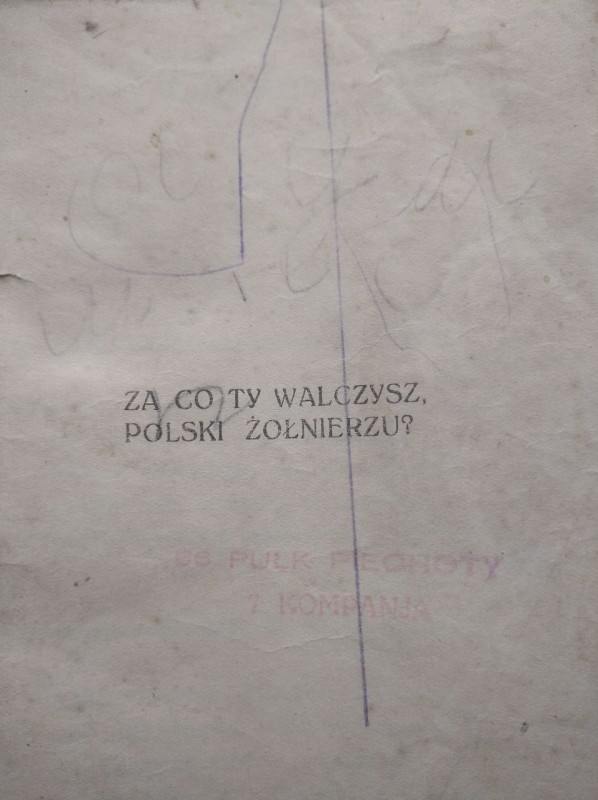 ZA CO TY WALCZYSZ,
POLSKI ŻOŁNIERZU?
PUŁK PIECHOTY
7 KOMPANJA